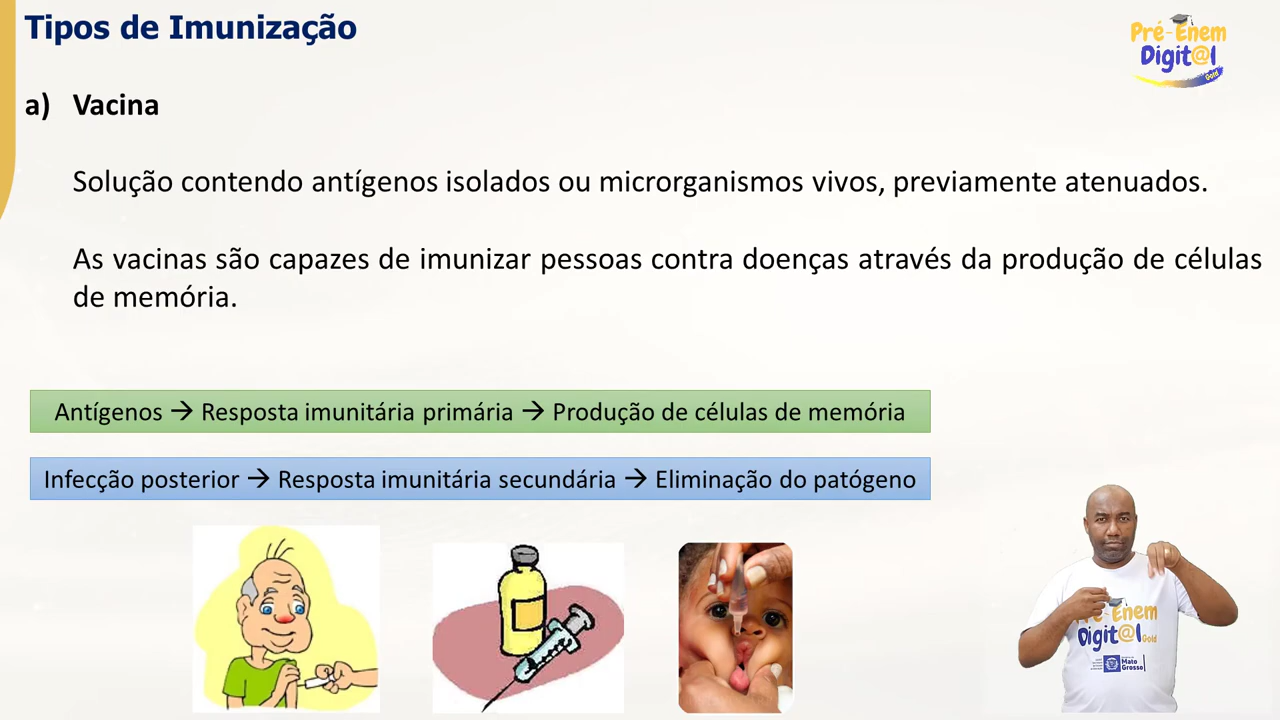 Tipos de Imunização
Pré-Enem
Digit@l
Gold
a) Vacina
Solução contendo antígenos isolados ou microrganismos vivos, previamente atenuados.
As vacinas são capazes de imunizar pessoas contra doenças através da produção de células
de memória.
Antígenos → Resposta imunitária primária → Produção de células de memória
Infecção posterior → Resposta imunitária secundária → Eliminação do patógeno
Pré-Enem
Digit@l
Gold
Mato
Grosso